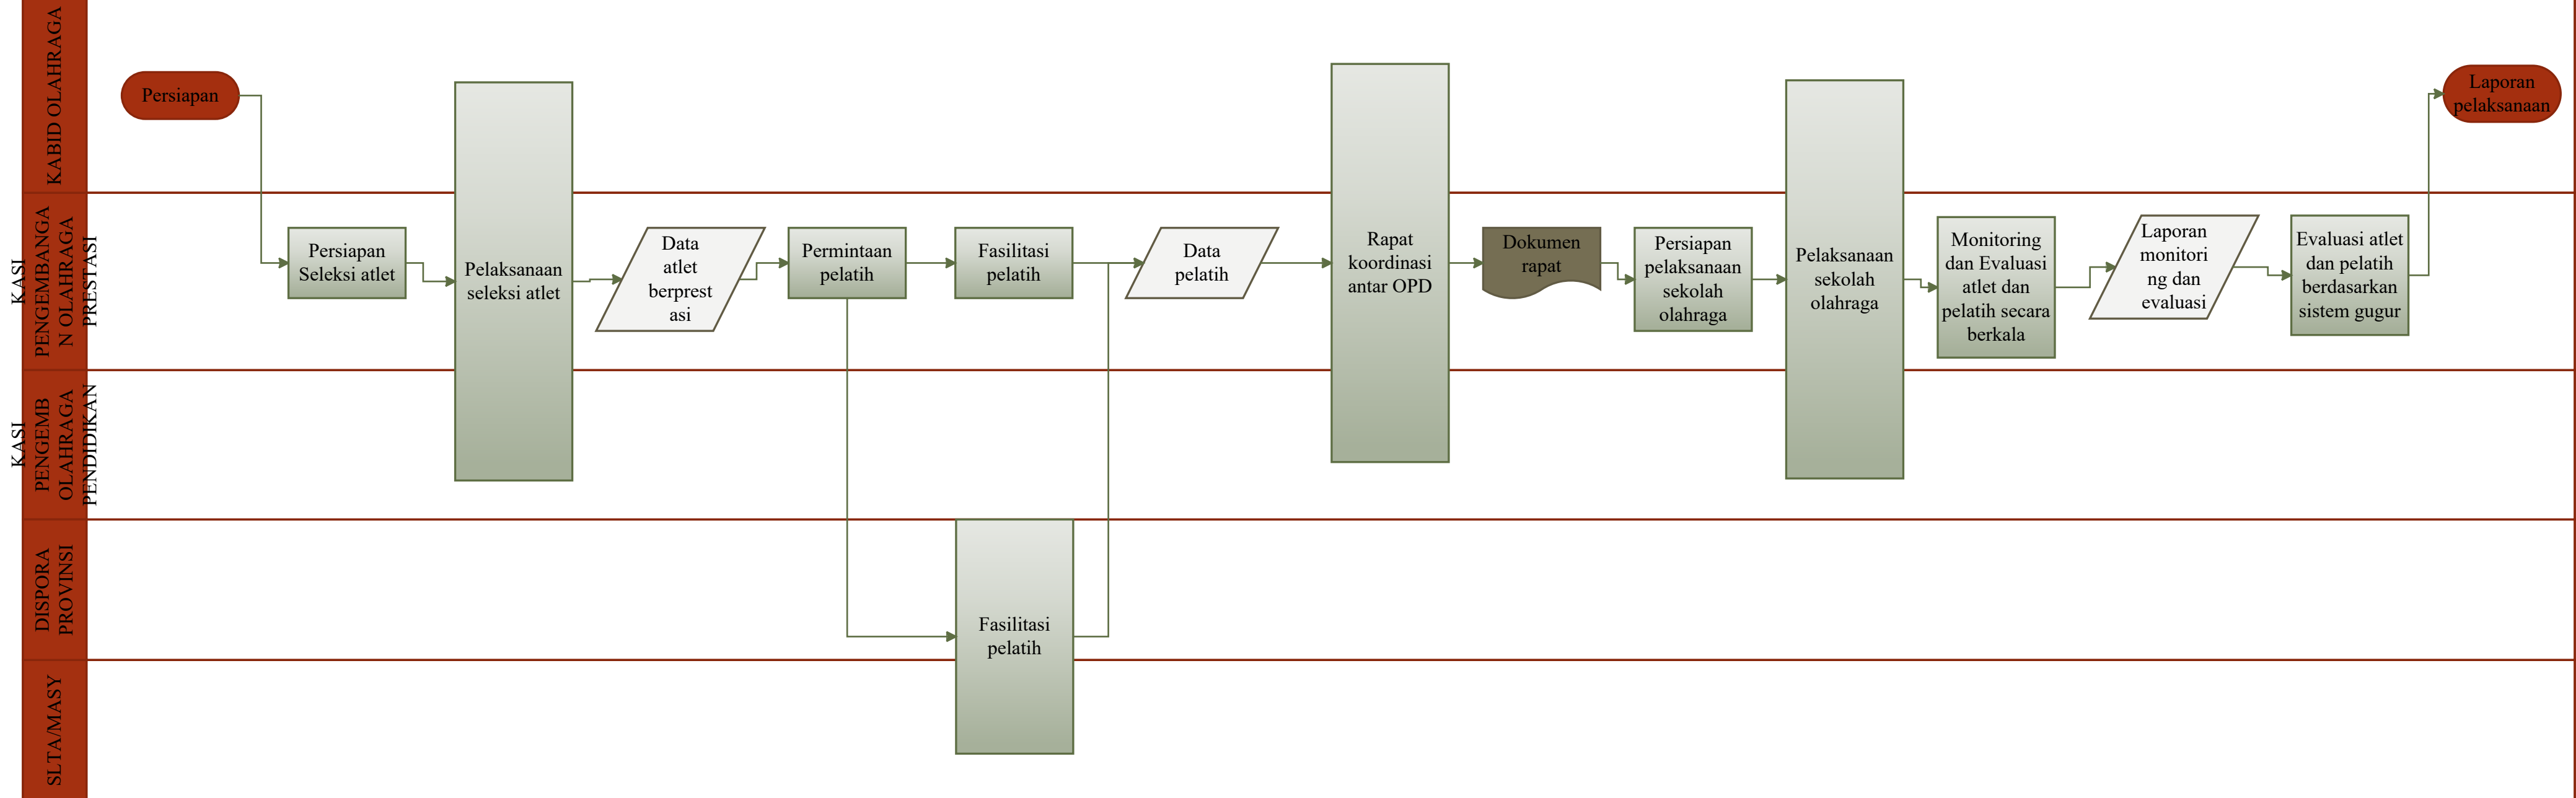 KABID OLAHRAGA
KASI
PENGEMBANGA
N OLAHRAGA
PRESTASI
KASI
PENGEMB
OLAHRAGA
PENDIDIKAN
DISPORA
PROVINSI
SLTA/MASY
Persiapan
Persiapan
Seleksi atlet
Pelaksanaan
seleksi atlet
Data
atlet
berprest
asi
Permintaan
pelatih
Fasilitasi
pelatih
Fasilitasi
pelatih
Data
pelatih
Rapat
koordinasi
antar OPD
Dokumen
rapat
Persiapan
pelaksanaan
sekolah
olahraga
Pelaksanaan
sekolah
olahraga
Monitoring
dan Evaluasi
atlet dan
pelatih secara
berkala
Laporan
monitori
ng dan
evaluasi
Evaluasi atlet
dan pelatih
berdasarkan
sistem gugur
Laporan
pelaksanaan